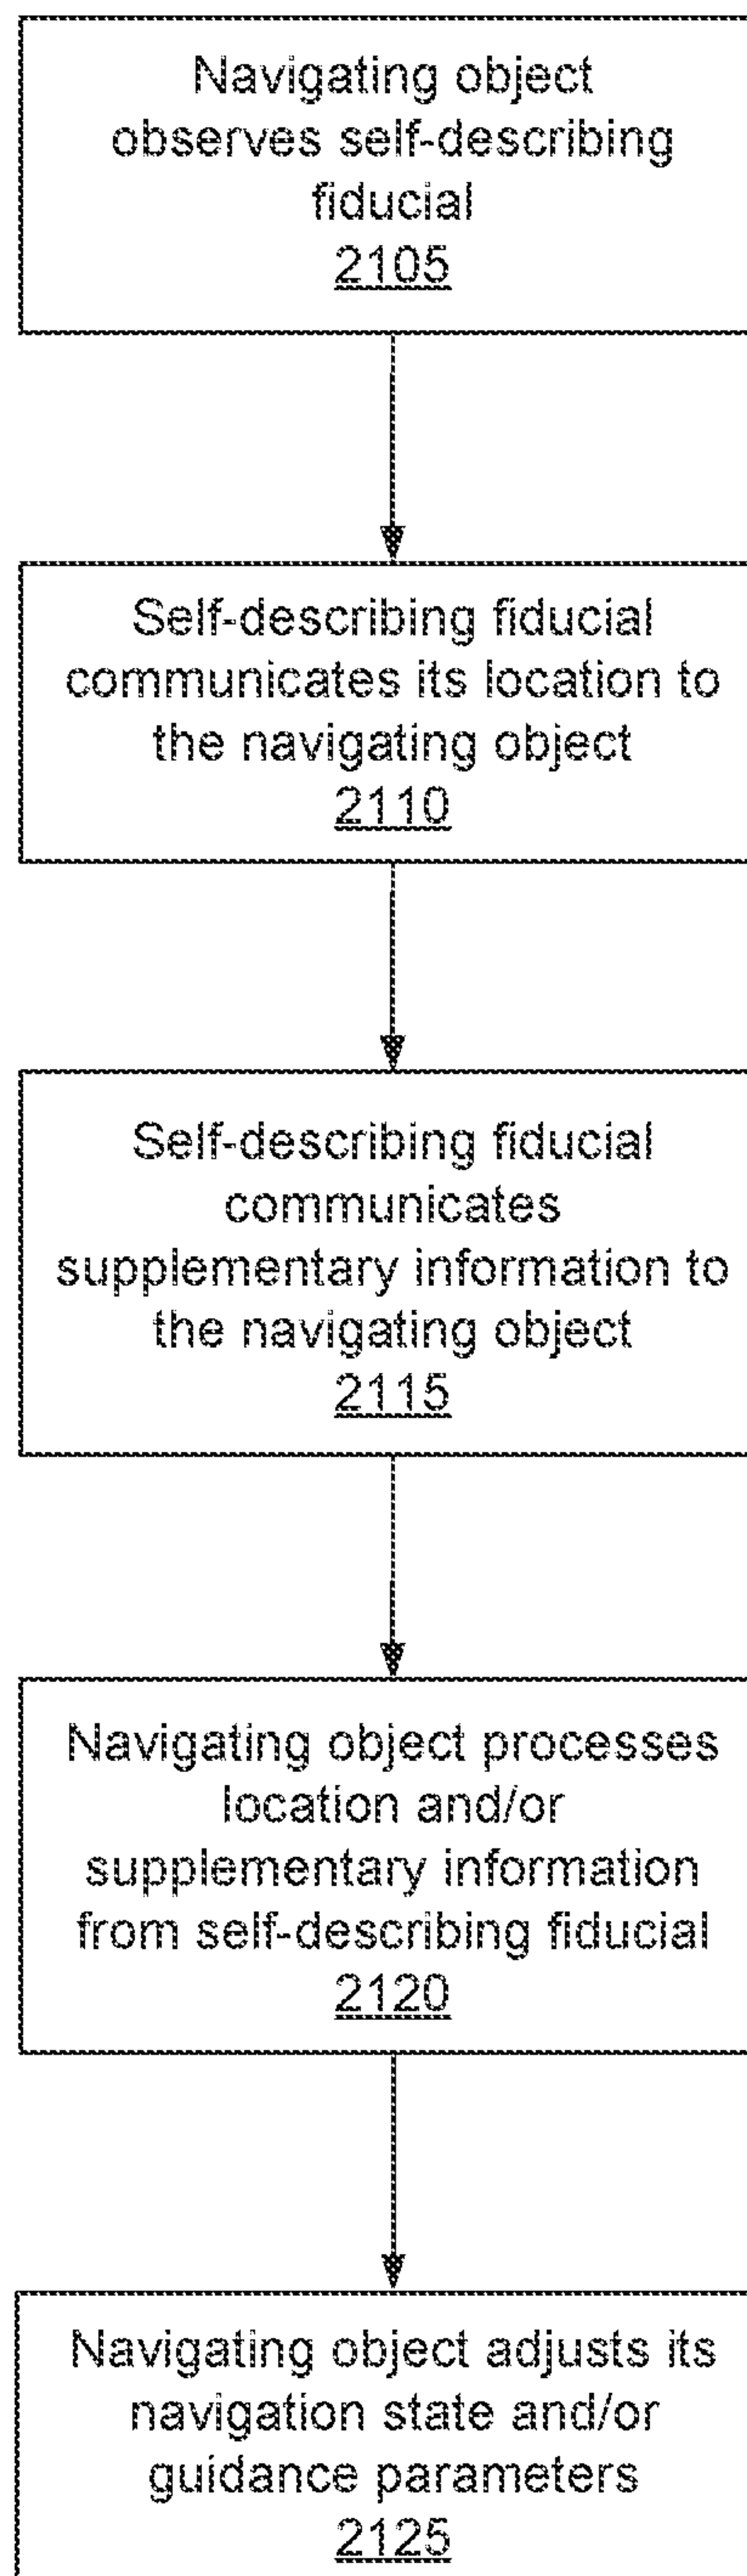 Navigating object
observes self-describing
fiducial
2105
Self-describing fiducial
communicates its location to
the navigating object
2110
Self-describing fiducial
communicates
supplementary information to
the navigating object
2115
Navigating object processes
location and/or
supplementary information
from self-describing fiducial
2120
Navigating object adjusts its
navigation state and/or
guidance parameters
2125